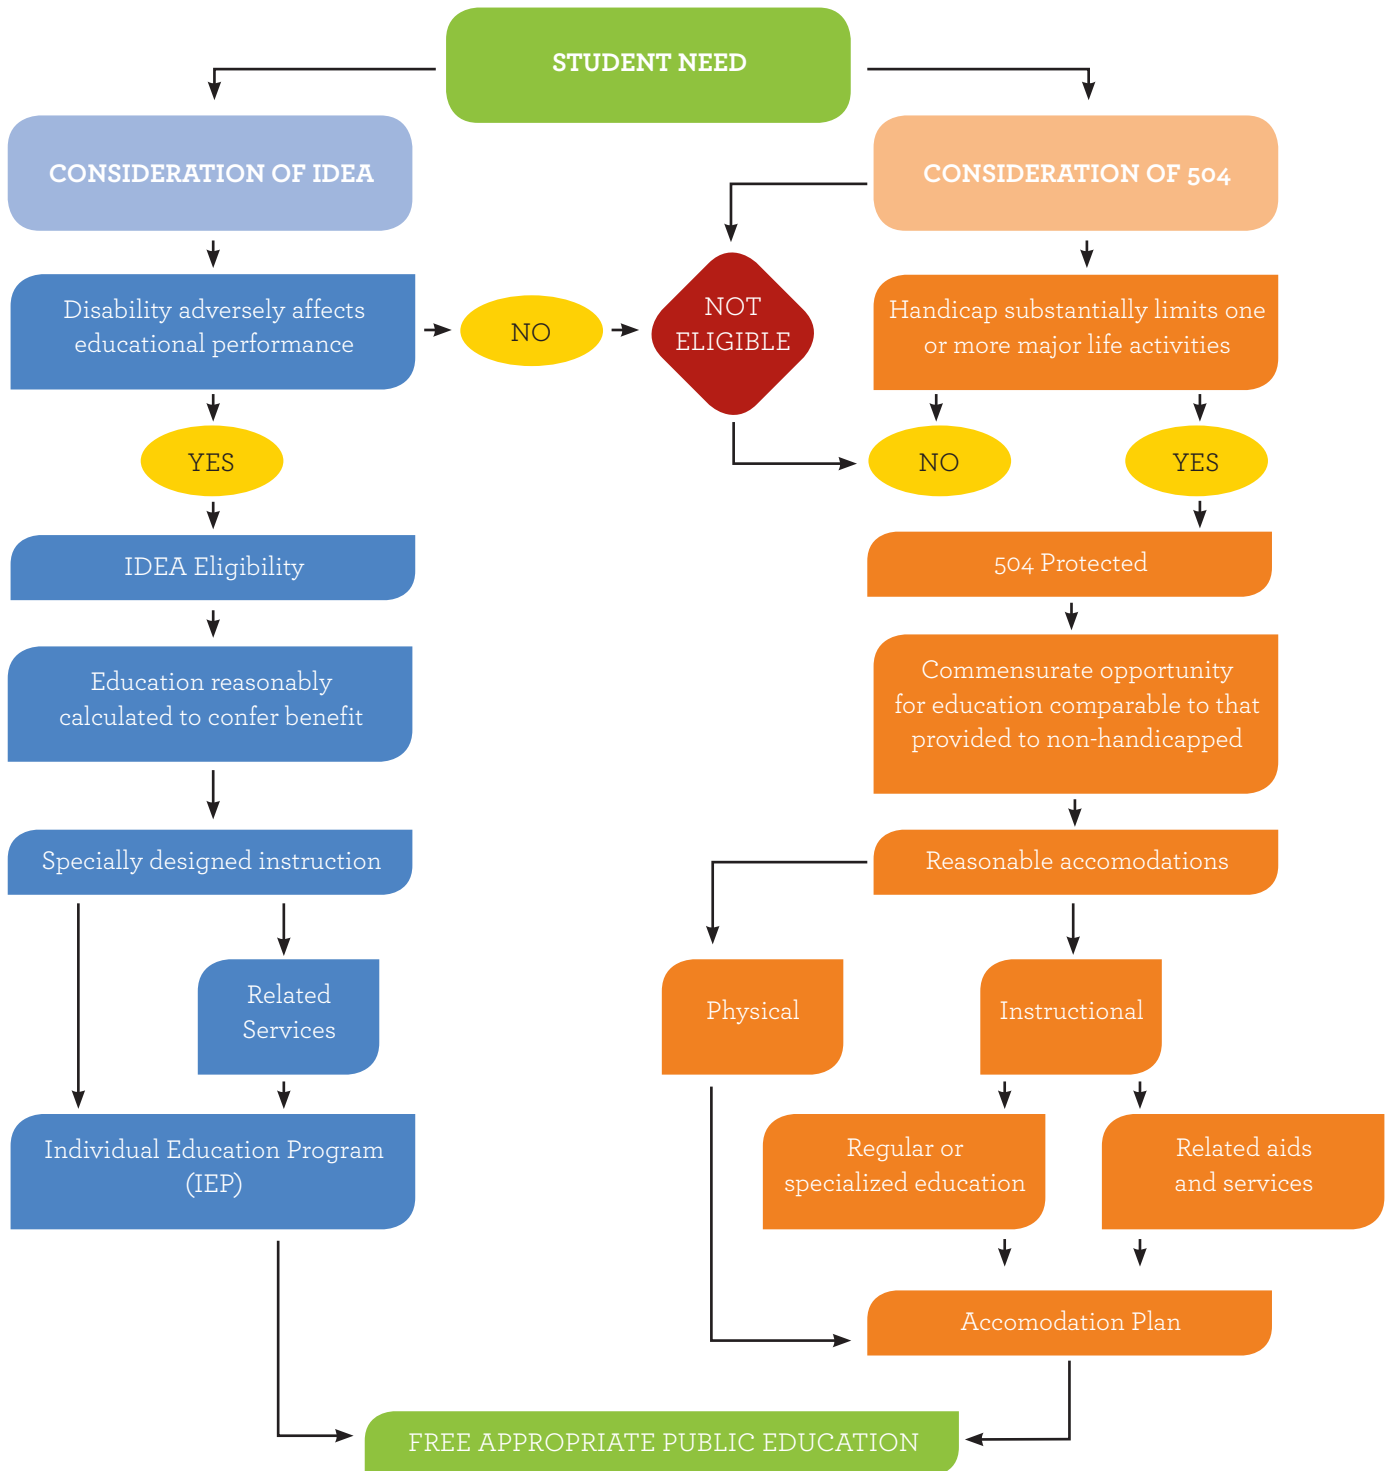 STUDENT NEED
CONSIDERATION OF IDEA
CONSIDERATION OF 504
Disability adversely affects
educational performance
NO
NOT
ELIGIBLE
Handicap substantially limits one
or more major life activities
YES
NO
YES
IDEA Eligibility
504 Protected
Education reasonably
calculated to confer benefit
Commensurate opportunity
for education comparable to that
provided to non-handicapped
Specially designed instruction
Reasonable accomodations
Related
Services
Physical
Instructional
Individual Education Program
(IEP)
Regular or
specialized education
Related aids
and services
Accomodation Plan
FREE APPROPRIATE PUBLIC EDUCATION